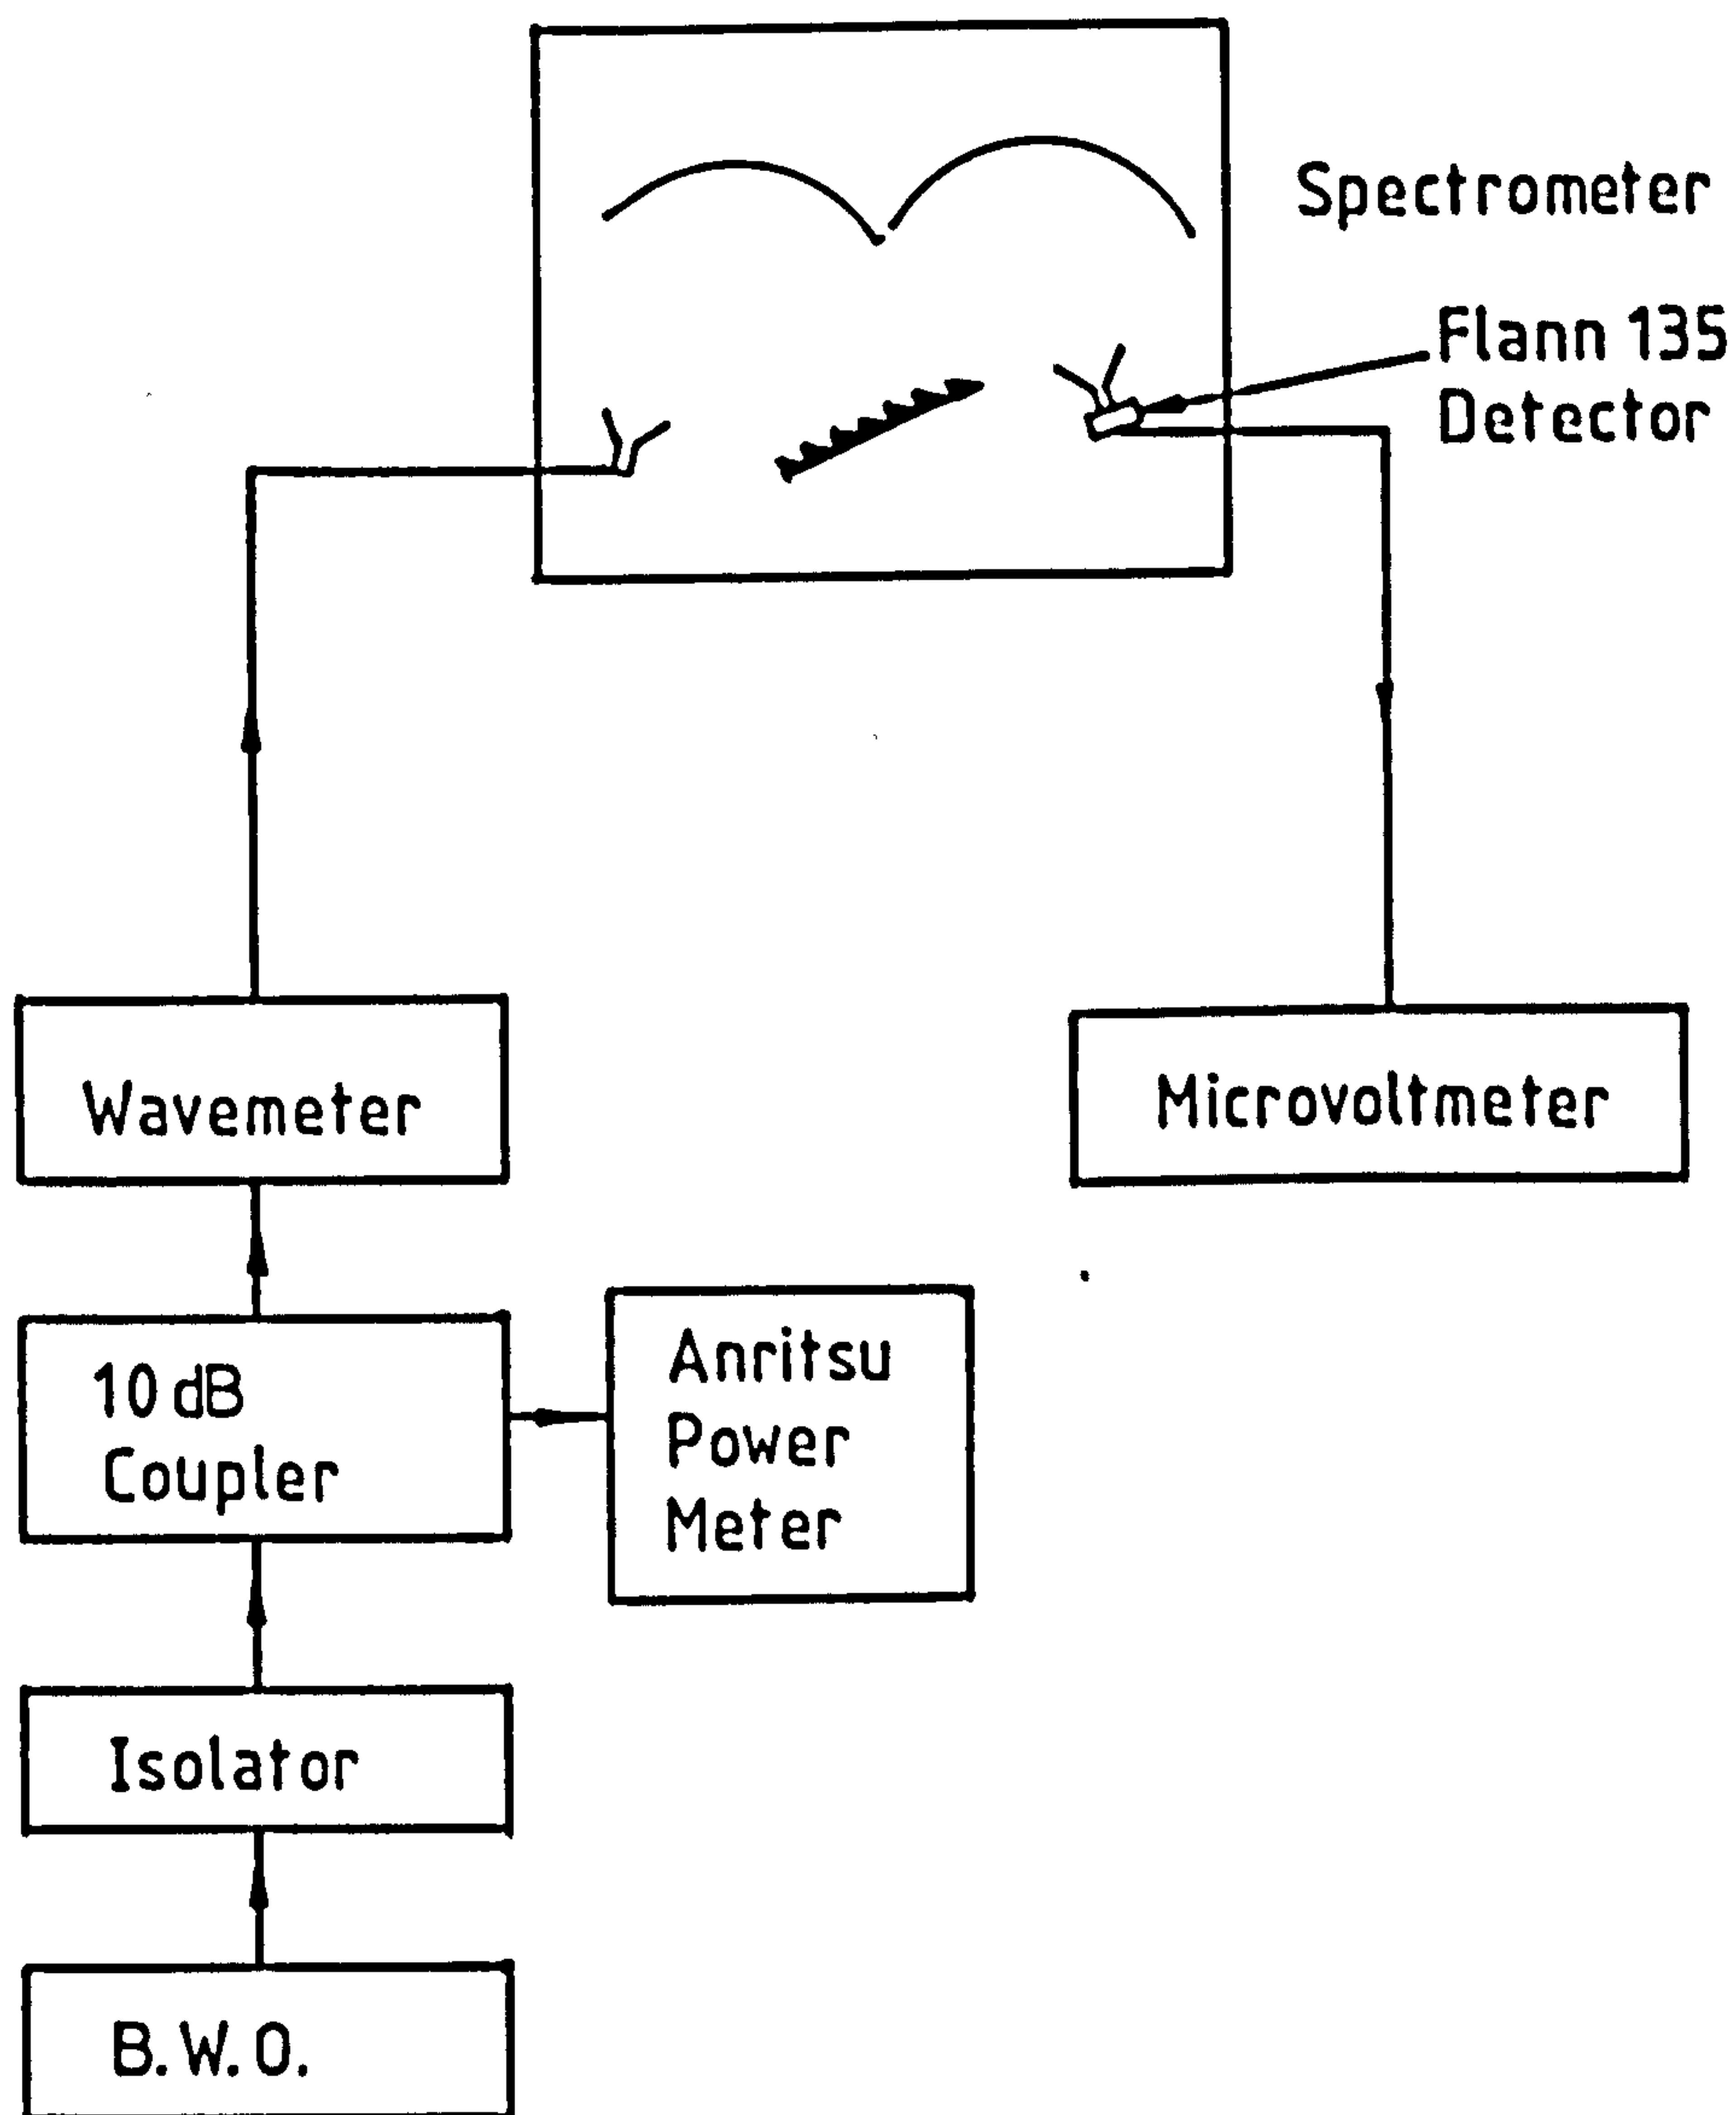 Spectrometer
Flann 135
Detector
Wavemeter
Microvoltmeter
10 dB
Coupler
Anritsu
Power
Meter
Isolator
B.W.O.